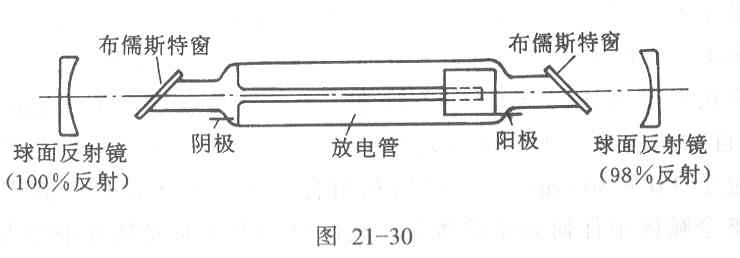 布儒斯特窗
布儒斯特窗
阴极
放电管
阳极
球面反射镜
(100%反射)
球面反射镜
(98%反射)
图 21-30